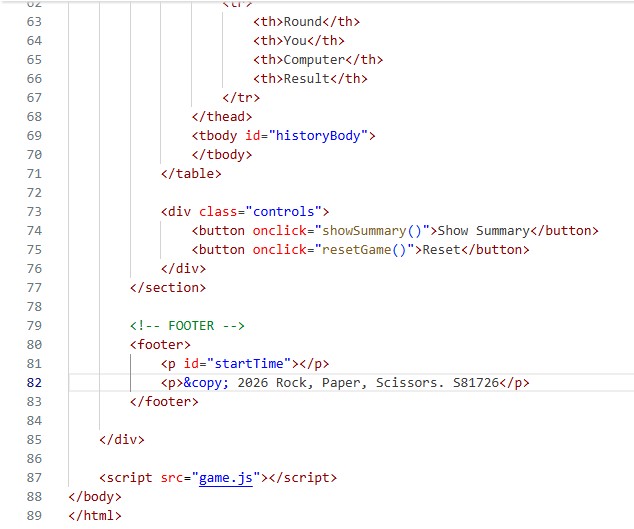 62 <tr>
63 <th>Round</th>
64 <th>You</th>
65 <th>Computer</th>
66 <th>Result</th>
67 </tr>
68 </thead>
69 <tbody id="historyBody">
70 </tbody>
71 </table>
72
73 <div class="controls">
74 <button onclick="showSummary()">Show Summary</button>
75 <button onclick="resetGame()">Reset</button>
76 </div>
77 </section>
78
79 <!-- FOOTER -->
80 <footer>
81 <p id="startTime"></p>
82 <p>&copy; 2026 Rock, Paper, Scissors. S81726</p>
83 </footer>
84
85 </div>
86
87 <script src="game.js"></script>
88 </body>
89 </html>